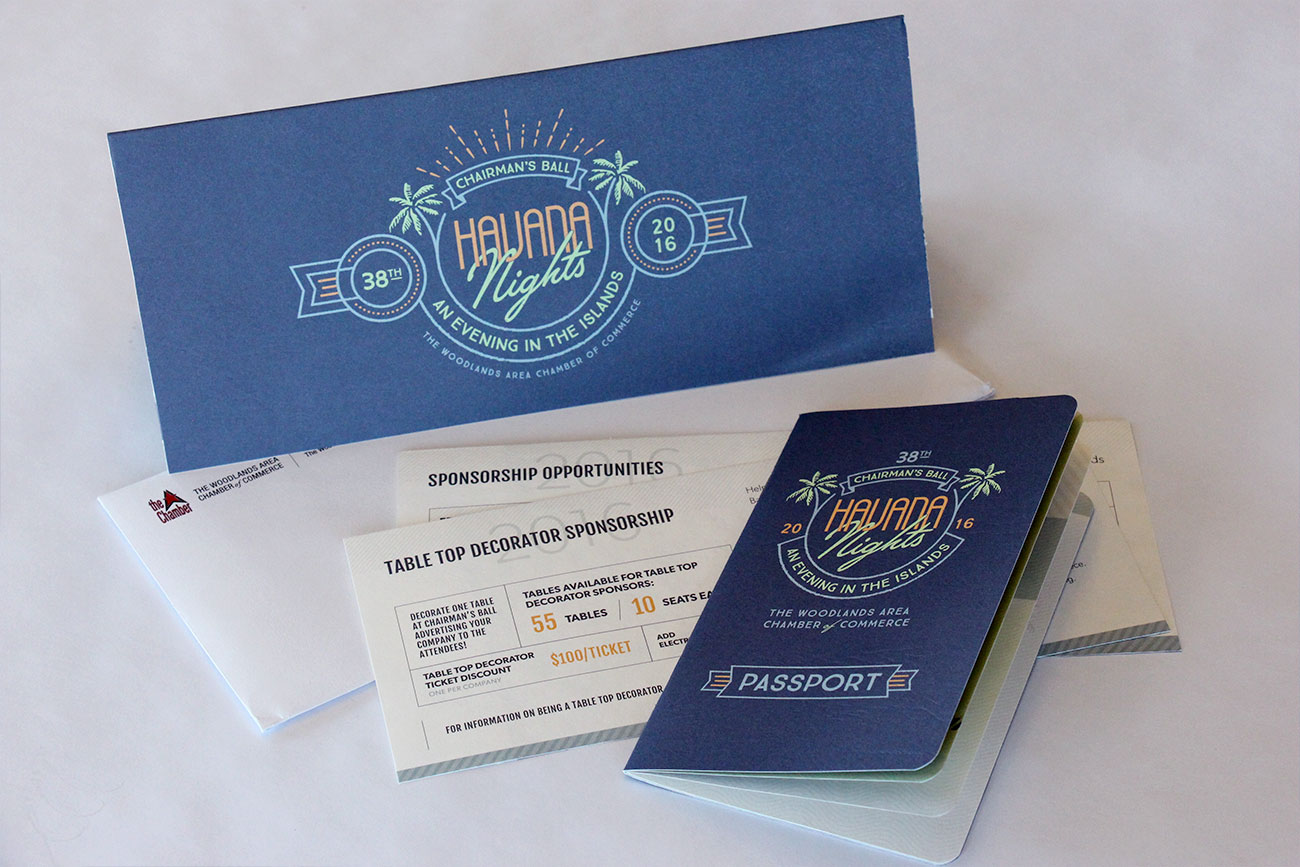 CHAIRMAN'S BALL
HAVANA
Nights
38TH
20
16
AN EVENING IN THE ISLANDS
THE WOODLANDS AREA CHAMBER OF COMMERCE
the
Chamber
THE WOODLANDS AREA
CHAMBER of COMMERCE
2016
SPONSORSHIP OPPORTUNITIES
2016
TABLE TOP DECORATOR SPONSORSHIP
DECORATE ONE TABLE
AT CHAIRMAN'S BALL
ADVERTISING YOUR
COMPANY TO THE
ATTENDEES!
TABLES AVAILABLE FOR TABLE TOP
DECORATOR SPONSORS:
55 TABLES / 10 SEATS EA
TABLE TOP DECORATOR
TICKET DISCOUNT
ONE PER COMPANY
$100/TICKET
ADD
ELECTR
FOR INFORMATION ON BEING A TABLE TOP DECORATOR
38TH
CHAIRMAN'S BALL
HAVANA
Nights
20 16
AN EVENING IN THE ISLANDS
THE WOODLANDS AREA
CHAMBER of COMMERCE
PASSPORT